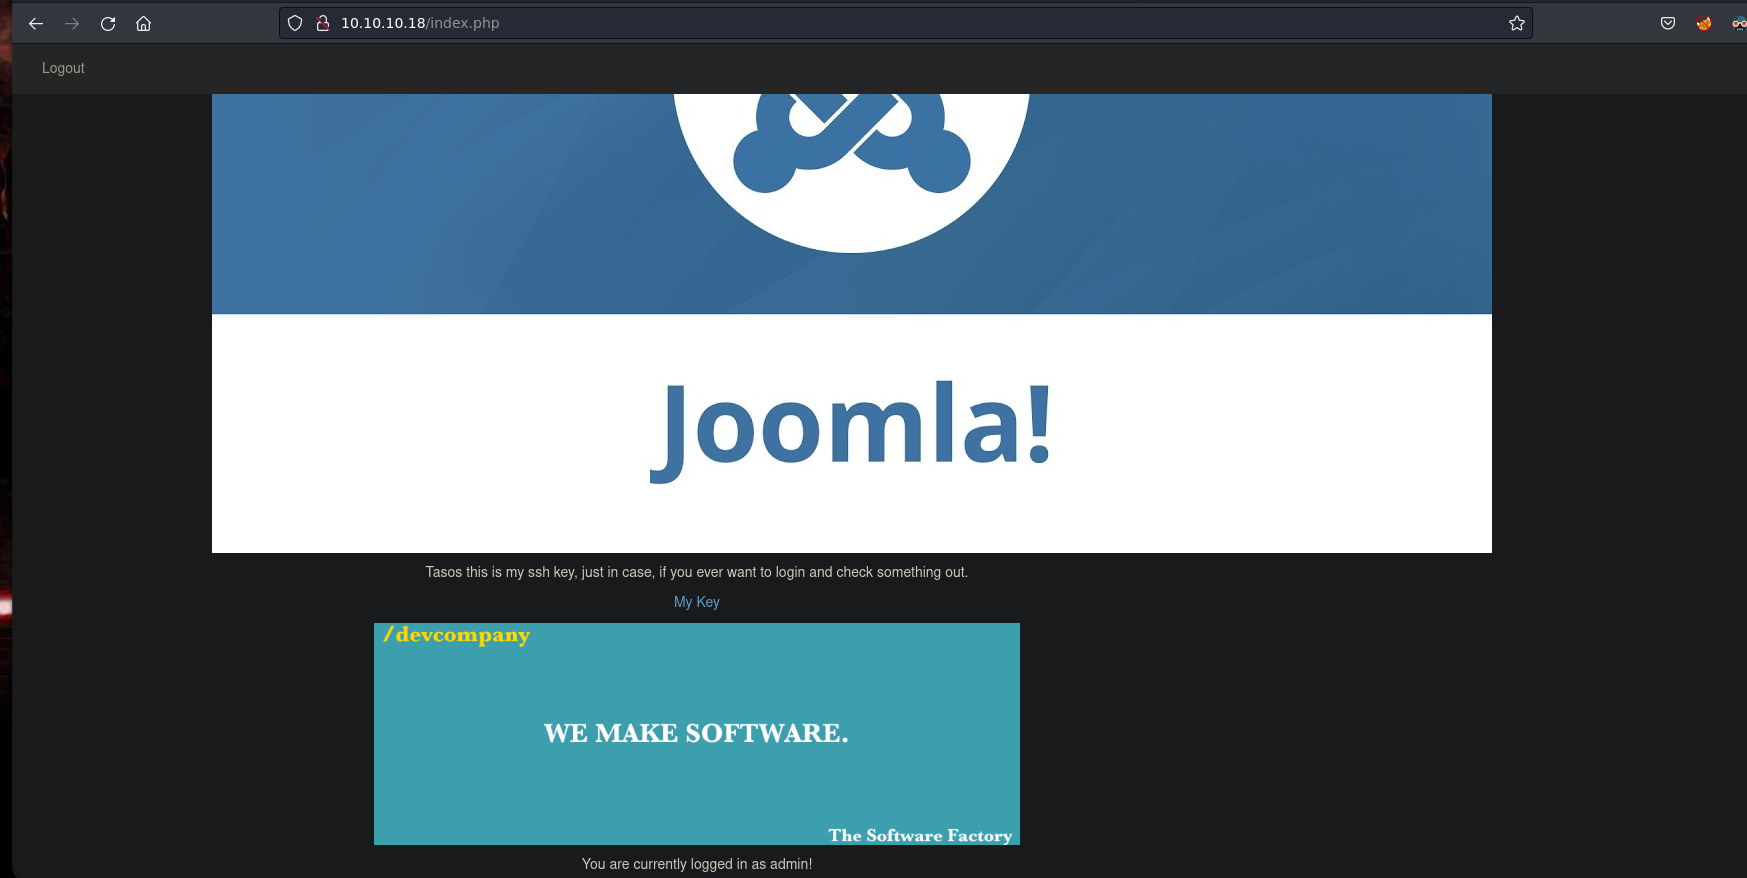 10.10.10.18/index.php
Logout
Joomla!
Tasos this is my ssh key, just in case, if you ever want to login and check something out.
My Key
/devcompany
WE MAKE SOFTWARE.
The Software Factory
You are currently logged in as admin!